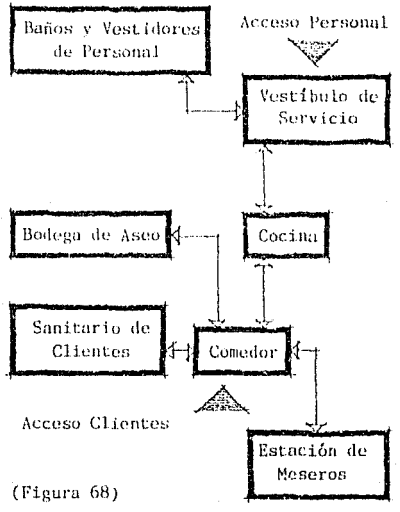 Baños y Vestidores
de Personal
Acceso Personal
Vestíbulo de
Servicio
Bodega de Aseo
Cocina
Sanitario de
Clientes
Comedor
Acceso Clientes
Estación de
Meseros
(Figura 68)